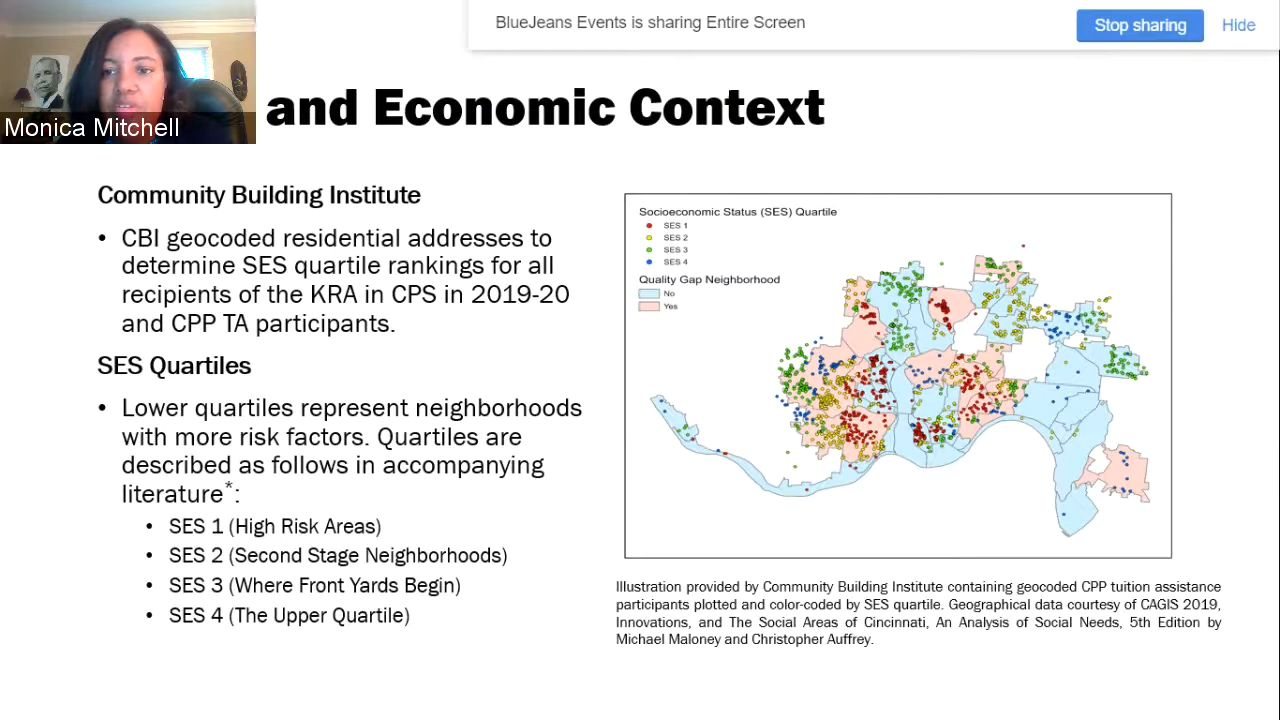 BlueJeans Events is sharing Entire Screen
Stop sharing
Hide
Monica Mitchell
and Economic Context
Community Building Institute
• CBI geocoded residential addresses to
determine SES quartile rankings for all
recipients of the KRA in CPS in 2019-20
and CPP TA participants.
SES Quartiles
• Lower quartiles represent neighborhoods
with more risk factors. Quartiles are
described as follows in accompanying
literature*:
• SES 1 (High Risk Areas)
• SES 2 (Second Stage Neighborhoods)
• SES 3 (Where Front Yards Begin)
• SES 4 (The Upper Quartile)
Socioeconomic Status (SES) Quartile
SES 1
SES 2
SES 3
SES 4
Quality Gap Neighborhood
No
Yes
Illustration provided by Community Building Institute containing geocoded CPP tuition assistance
participants plotted and color-coded by SES quartile. Geographical data courtesy of CAGIS 2019,
Innovations, and The Social Areas of Cincinnati, An Analysis of Social Needs, 5th Edition by
Michael Maloney and Christopher Auffrey.